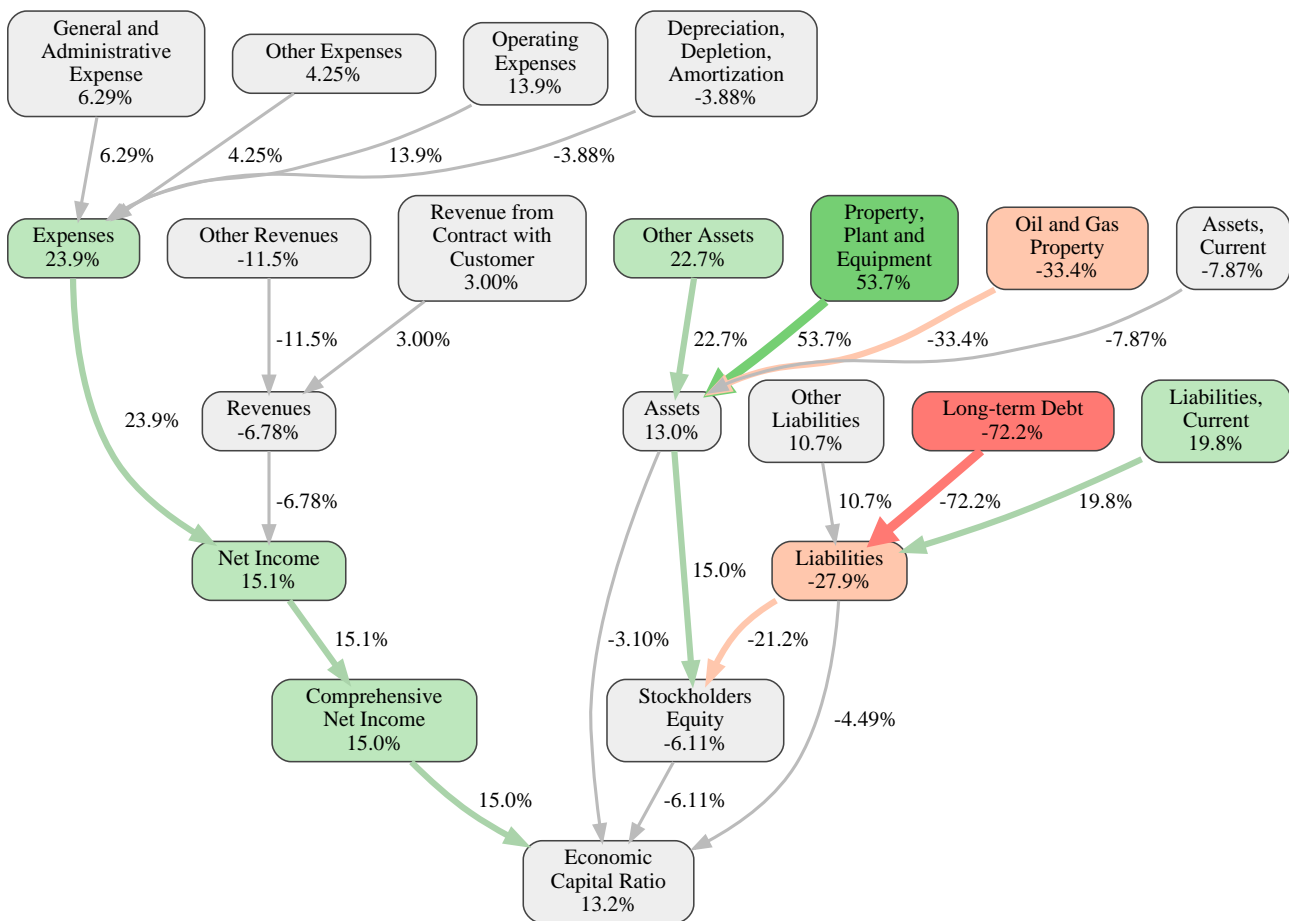 General and
Administrative
Expense
6.29%
Other Expenses
4.25%
Operating
Expenses
13.9%
Depreciation,
Depletion,
Amortization
-3.88%
6.29%
4.25%
13.9%
-3.88%
Expenses
23.9%
Other Revenues
-11.5%
Revenue from
Contract with
Customer
3.00%
Other Assets
22.7%
Property,
Plant and
Equipment
53.7%
Oil and Gas
Property
-33.4%
Assets,
Current
-7.87%
-11.5%
3.00%
22.7%
53.7%
-33.4%
-7.87%
23.9%
Revenues
-6.78%
Assets
13.0%
Other
Liabilities
10.7%
Long-term Debt
-72.2%
Liabilities,
Current
19.8%
-6.78%
10.7%
-72.2%
19.8%
Net Income
15.1%
15.0%
Liabilities
-27.9%
15.1%
-3.10%
-21.2%
Comprehensive
Net Income
15.0%
Stockholders
Equity
-6.11%
-4.49%
15.0%
-6.11%
Economic
Capital Ratio
13.2%